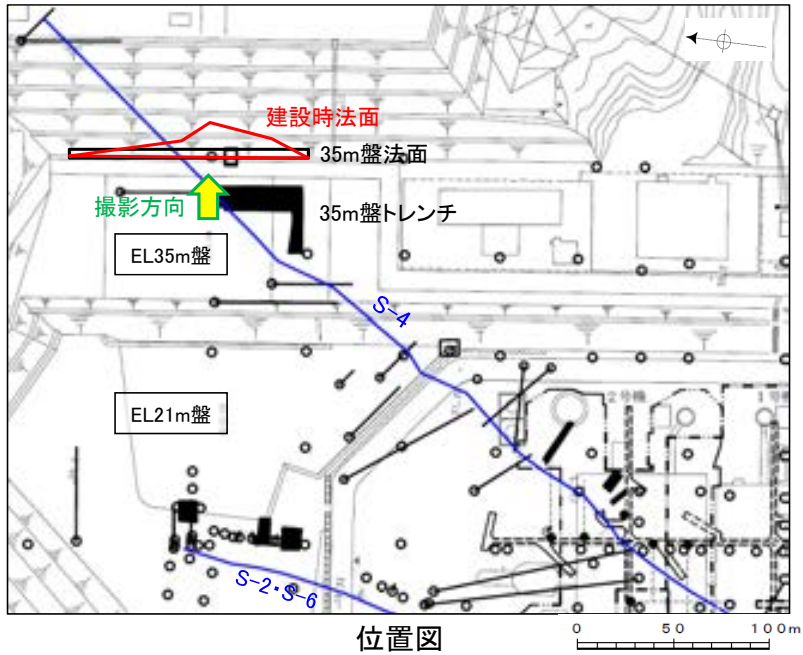 建設時法面
35m盤法面
撮影方向
35m盤トレンチ
EL35m盤
S-4
EL21m盤
2号機
1号機
S-2・S-6
位置図
0 50 100m